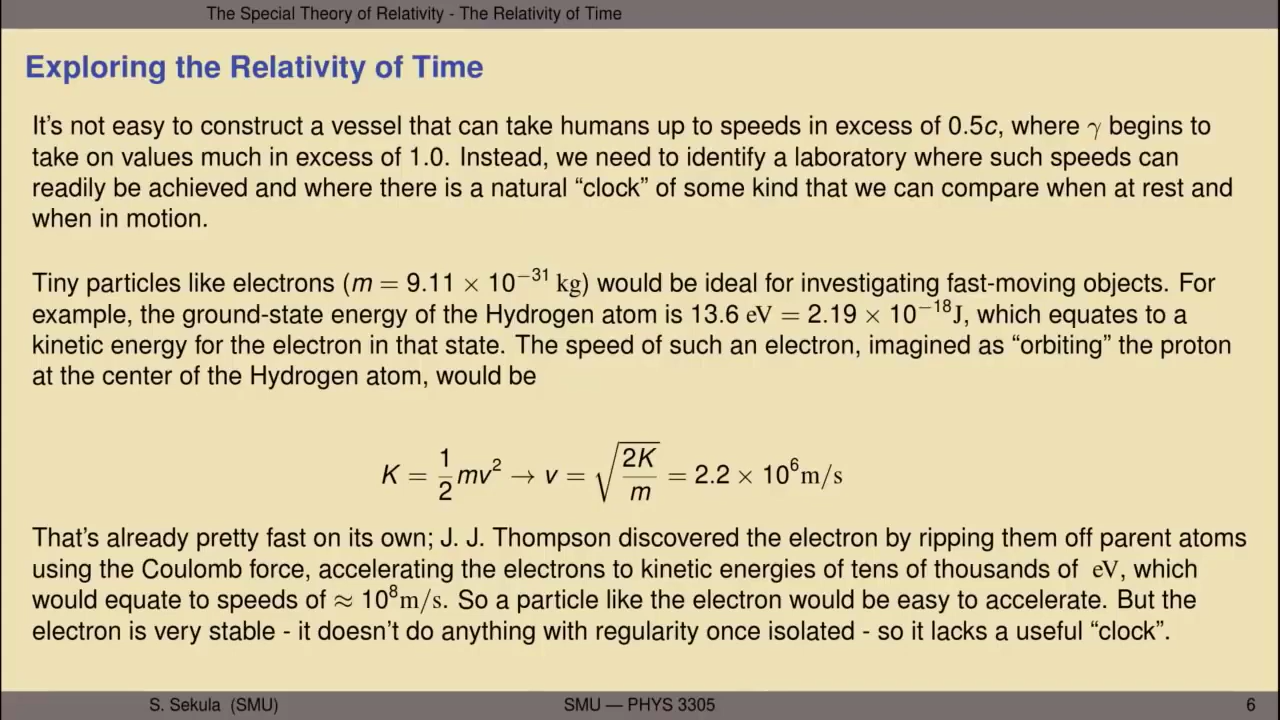 The Special Theory of Relativity - The Relativity of Time
Exploring the Relativity of Time
It's not easy to construct a vessel that can take humans up to speeds in excess of 0.5c, where γ begins to
take on values much in excess of 1.0. Instead, we need to identify a laboratory where such speeds can
readily be achieved and where there is a natural “clock” of some kind that we can compare when at rest and
when in motion.
Tiny particles like electrons (m = 9.11 × 10⁻³¹ kg) would be ideal for investigating fast-moving objects. For
example, the ground-state energy of the Hydrogen atom is 13.6 eV = 2.19 × 10⁻¹⁸J, which equates to a
kinetic energy for the electron in that state. The speed of such an electron, imagined as “orbiting” the proton
at the center of the Hydrogen atom, would be
K = 1/2 mv² → v = √(2K/m) = 2.2 × 10⁶m/s
That's already pretty fast on its own; J. J. Thompson discovered the electron by ripping them off parent atoms
using the Coulomb force, accelerating the electrons to kinetic energies of tens of thousands of eV, which
would equate to speeds of ≈ 10⁸m/s. So a particle like the electron would be easy to accelerate. But the
electron is very stable - it doesn't do anything with regularity once isolated - so it lacks a useful “clock”.
S. Sekula (SMU) SMU — PHYS 3305 6